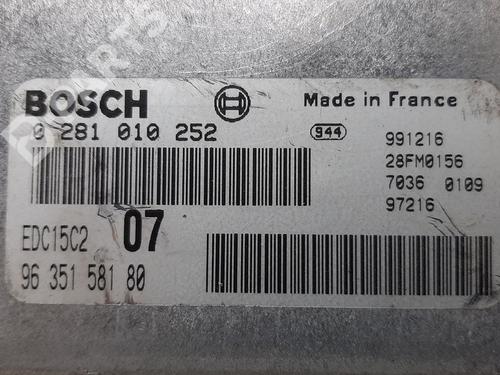 BOSCH
Made in France
0 281 010 252
944
991216
28FM0156
7036 0109
97216
EDC15C2 07
96 351 581 80